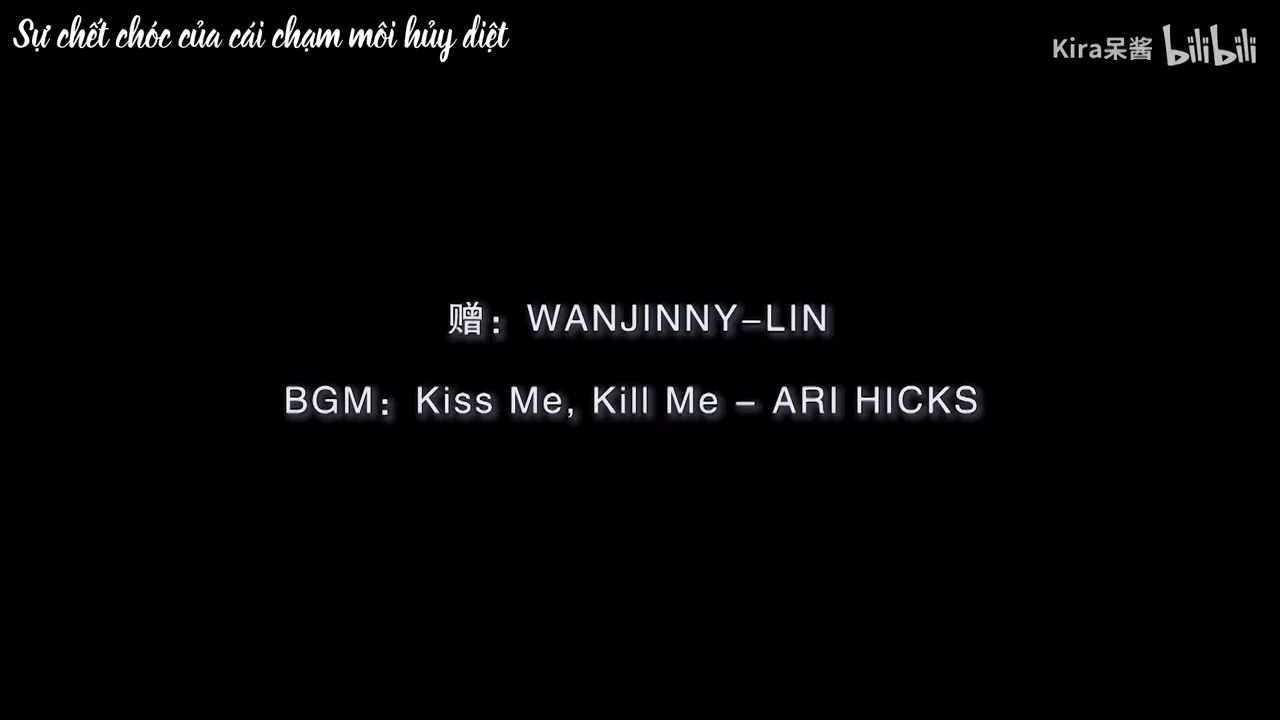 Sự chết chóc của cái chạm môi hủy diệt
Kira呆酱 bilibili
赠：WANJINNY-LIN
BGM：Kiss Me, Kill Me - ARI HICKS